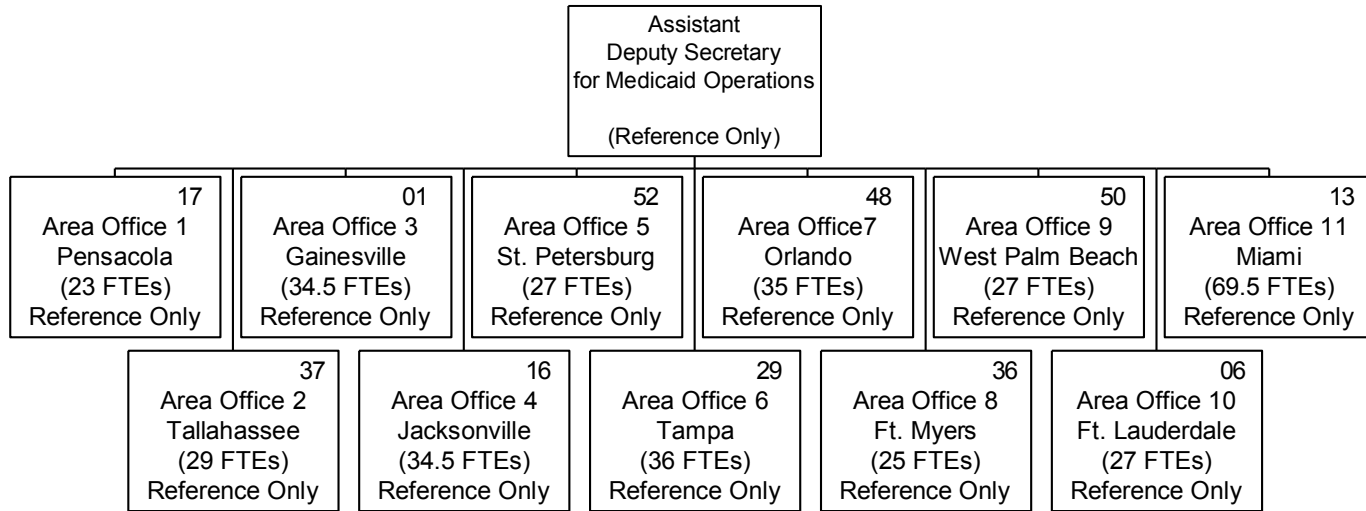 Assistant
Deputy Secretary
for Medicaid Operations
(Reference Only)
17
Area Office 1
Pensacola
(23 FTEs)
Reference Only
01
Area Office 3
Gainesville
(34.5 FTEs)
Reference Only
52
Area Office 5
St. Petersburg
(27 FTEs)
Reference Only
48
Area Office7
Orlando
(35 FTEs)
Reference Only
50
Area Office 9
West Palm Beach
(27 FTEs)
Reference Only
13
Area Office 11
Miami
(69.5 FTEs)
Reference Only
37
Area Office 2
Tallahassee
(29 FTEs)
Reference Only
16
Area Office 4
Jacksonville
(34.5 FTEs)
Reference Only
29
Area Office 6
Tampa
(36 FTEs)
Reference Only
36
Area Office 8
Ft. Myers
(25 FTEs)
Reference Only
06
Area Office 10
Ft. Lauderdale
(27 FTEs)
Reference Only